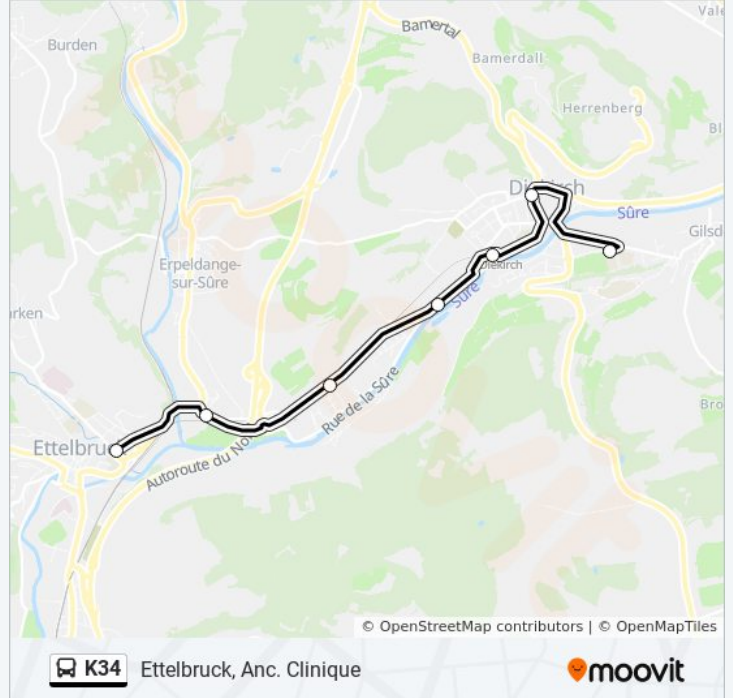 Vale
Bamertal
Burden
Bamerdall
Herrenberg
Bl
Diekirch
Sûre
Gilsd
Erpeldange-
sur-Sûre
Diekirch
Sûre
arken
Rue de la Sûre
Bro
Ettelbruck
Autoroute du Nord
© OpenStreetMap contributors | © OpenMapTiles
K34 Ettelbruck, Anc. Clinique
moovit